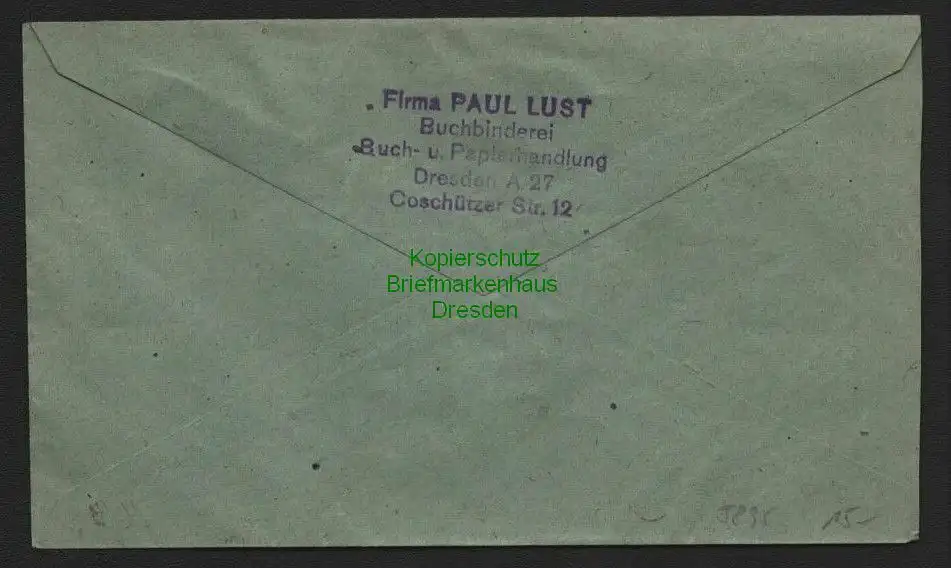 Firma PAUL LUST
Buchbinderei
Buch- u. Papierhandlung
Dresden A 27
Coschützer Str. 12
Kopierschutz
Briefmarkenhaus
Dresden
15-